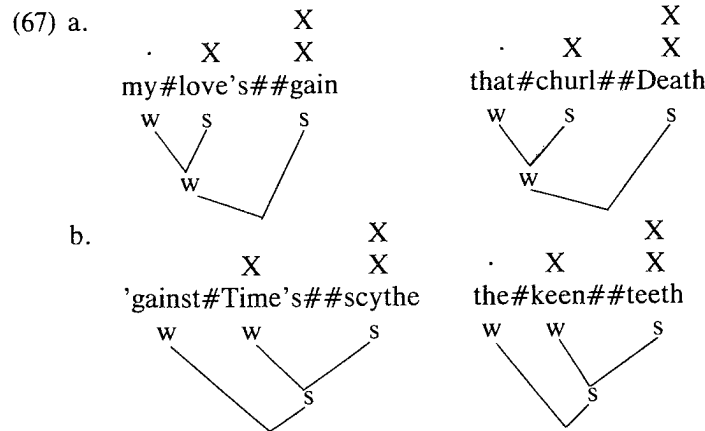 (67) a. X X
· X X · X X
my#love's##gain that#churl##Death
w s s w s s
w w
b. X X
X X · X X
'gainst#Time's##scythe the#keen##teeth
w w s w w s
s s